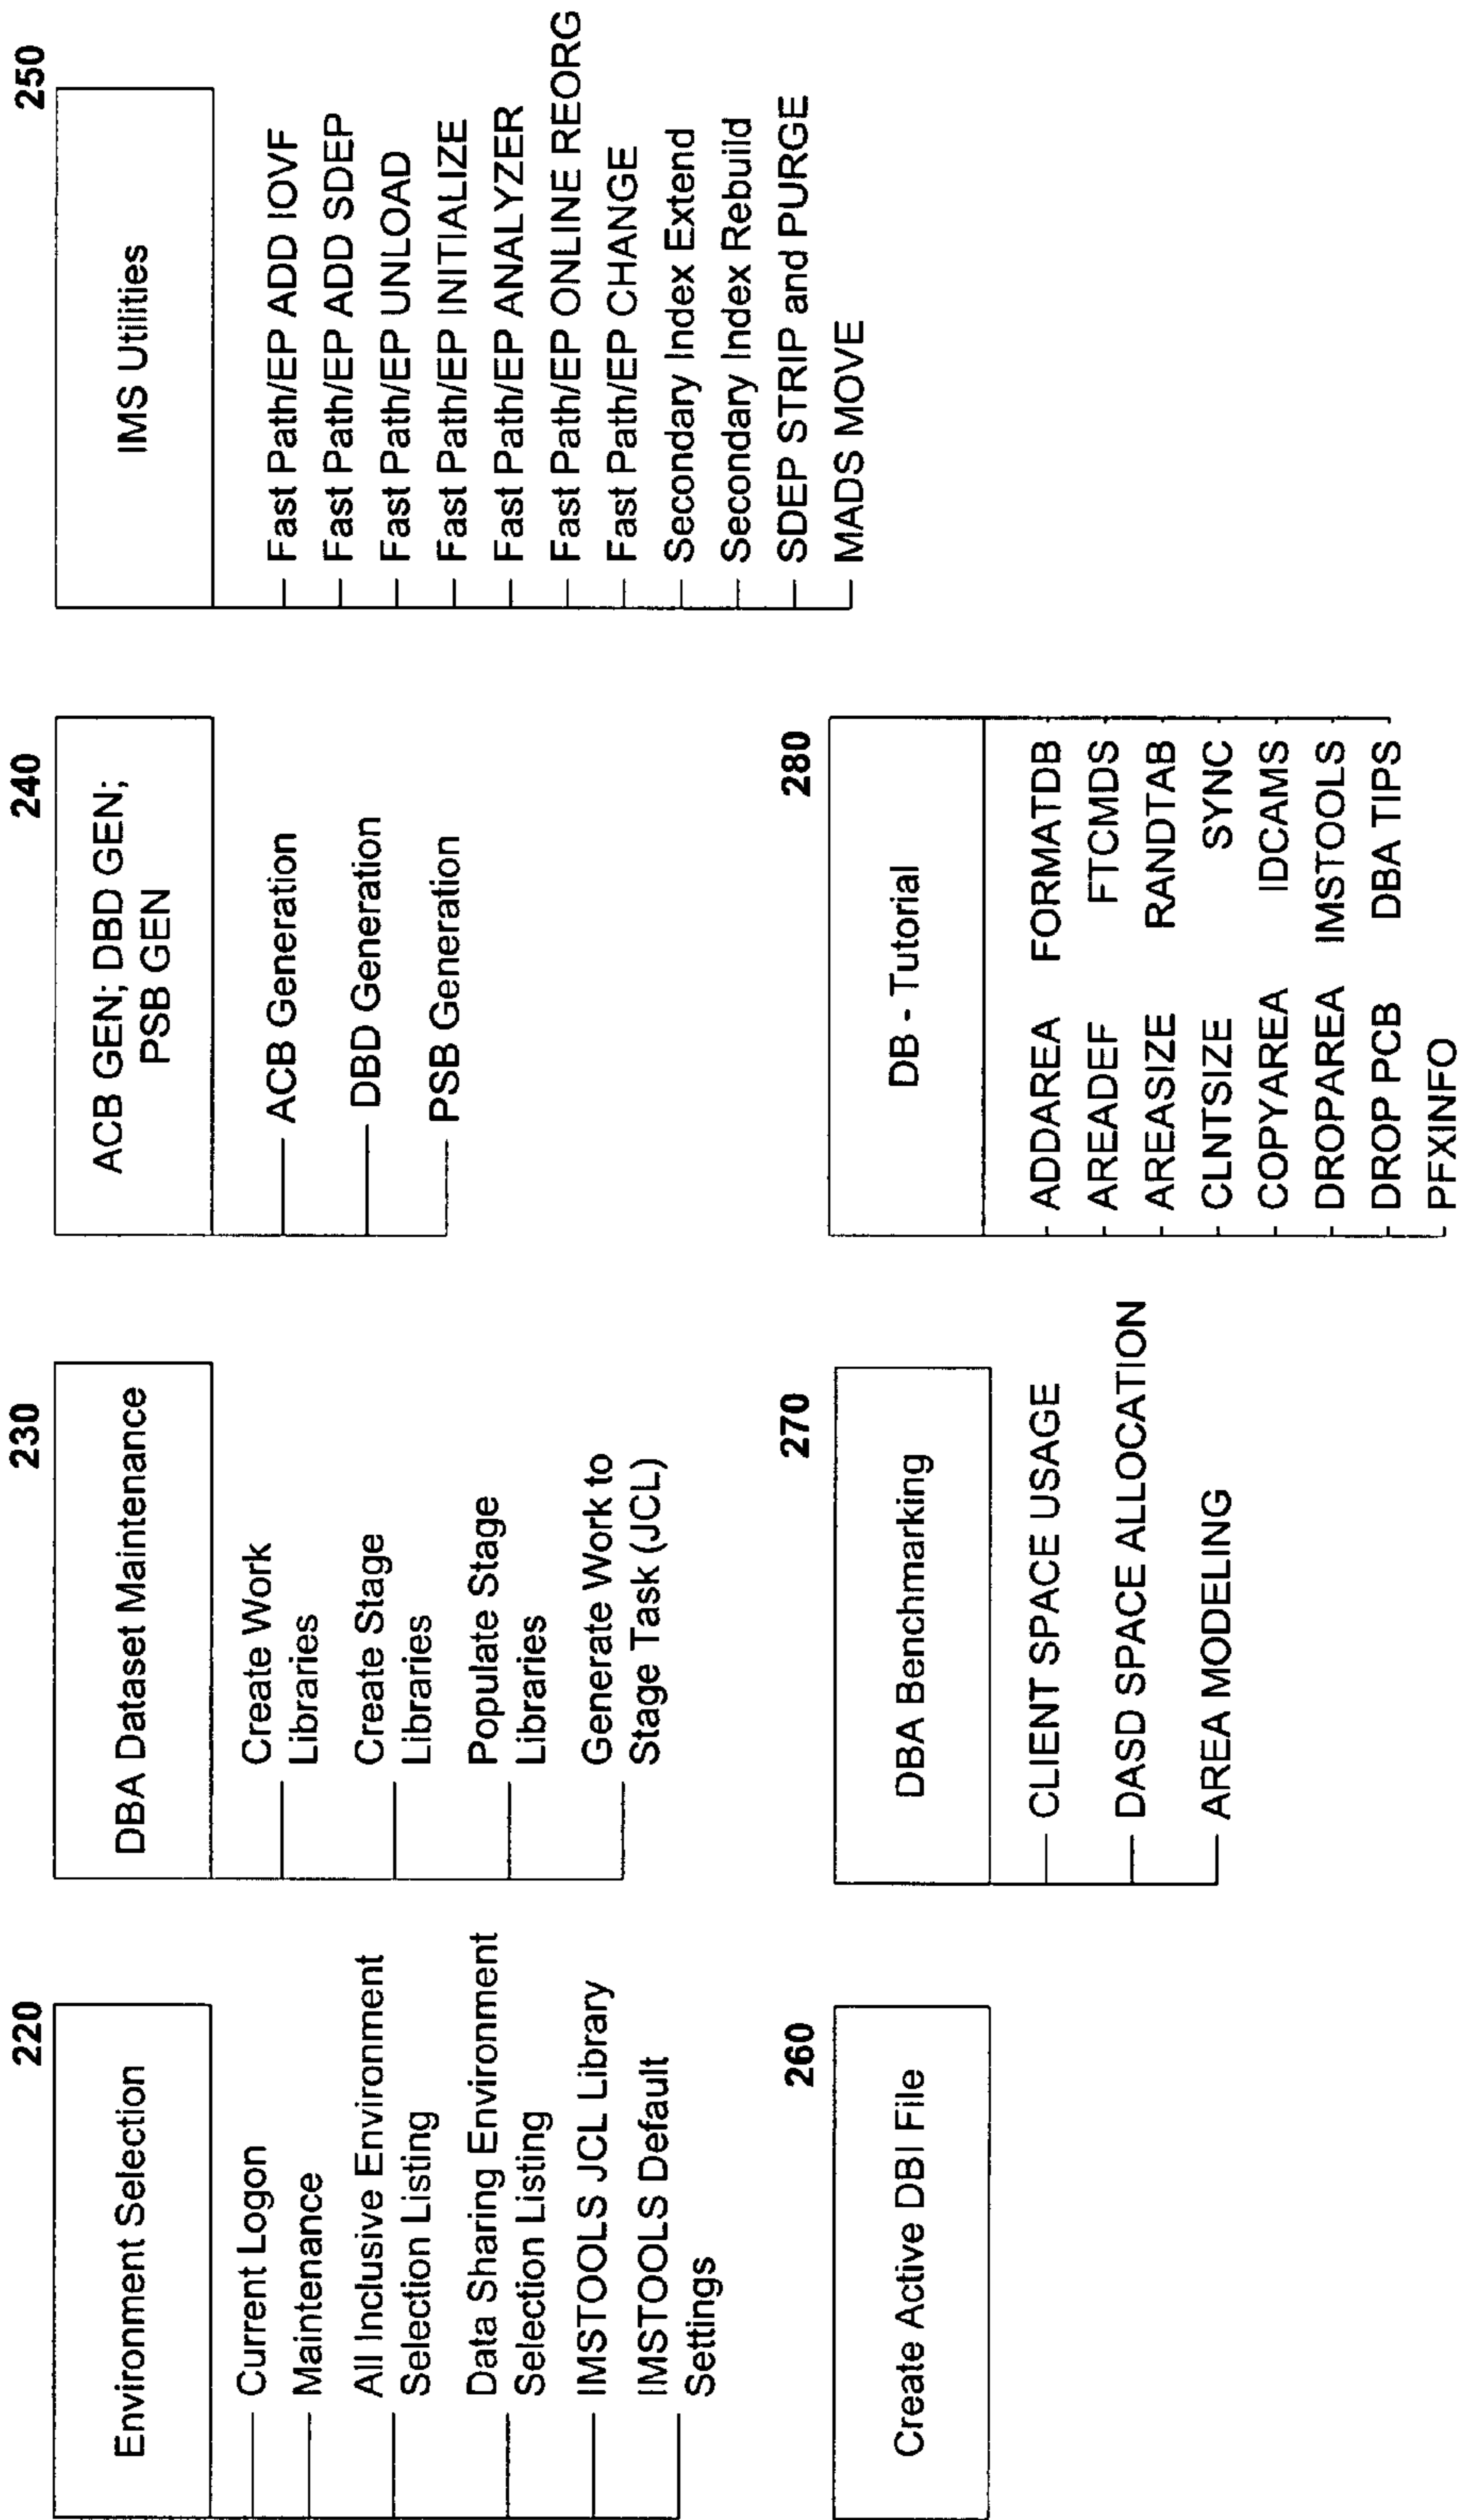 220
Environment Selection
Current Logon
Maintenance
All Inclusive Environment
Selection Listing
Data Sharing Environment
Selection Listing
IMSTOOLS JCL Library
IMSTOOLS Default
Settings
230
DBA Dataset Maintenance
Create Work
Libraries
Create Stage
Libraries
Populate Stage
Libraries
Generate Work to
Stage Task (JCL)
240
ACB GEN; DBD GEN;
PSB GEN
ACB Generation
DBD Generation
PSB Generation
250
IMS Utilities
Fast Path/EP ADD IOVF
Fast Path/EP ADD SDEP
Fast Path/EP UNLOAD
Fast Path/EP INITIALIZE
Fast Path/EP ANALYZER
Fast Path/EP ONLINE REORG
Fast Path/EP CHANGE
Secondary Index Extend
Secondary Index Rebuild
SDEP STRIP and PURGE
MADS MOVE
260
Create Active DBI File
270
DBA Benchmarking
CLIENT SPACE USAGE
DASD SPACE ALLOCATION
AREA MODELING
280
DB - Tutorial
ADDAREA FORMATDB
AREADEF FTCMDS
AREASIZE RANDTAB
CLNTSIZE SYNC
COPYAREA IDCAMS
DROPAREA IMSTOOLS
DROP PCB DBA TIPS
PFXINFO